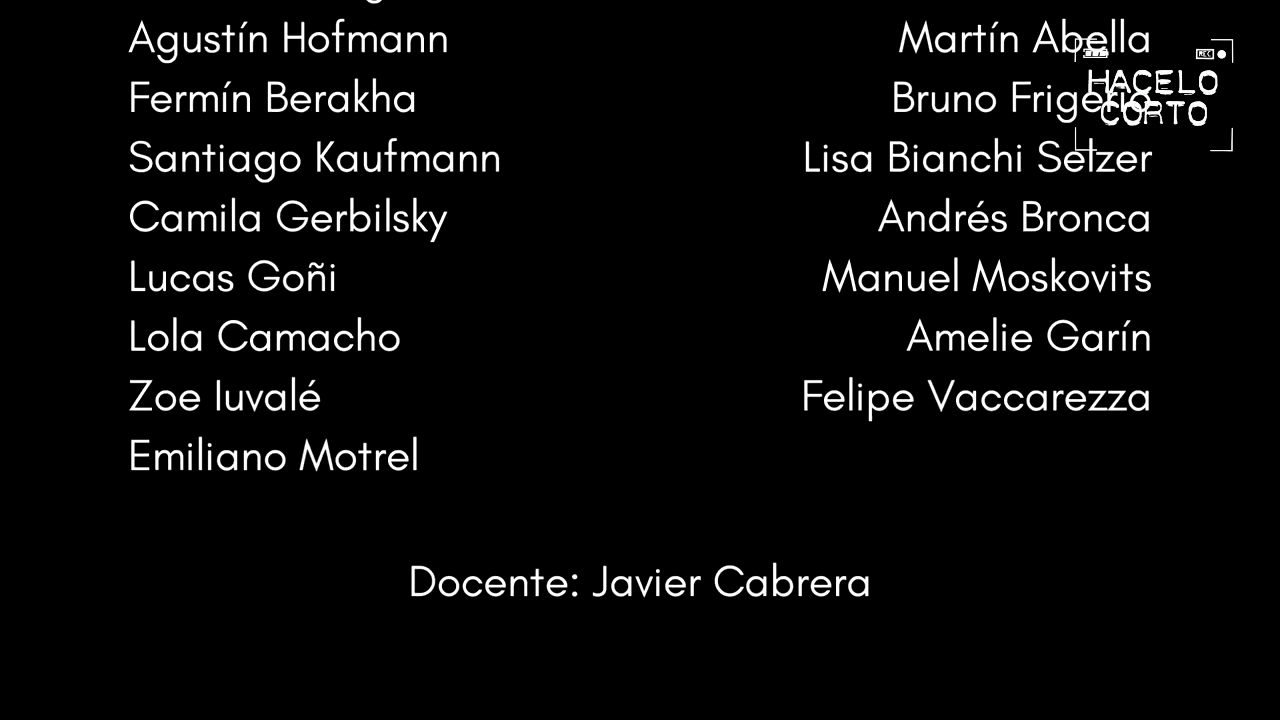 Agustín Hofmann
Fermín Berakha
Santiago Kaufmann
Camila Gerbilsky
Lucas Goñi
Lola Camacho
Zoe Iuvalé
Emiliano Motrel
Martín Abella
Bruno Frigerio
Lisa Bianchi Selzer
Andrés Bronca
Manuel Moskovits
Amelie Garín
Felipe Vaccarezza
Docente: Javier Cabrera
REC
HACELO
CORTO